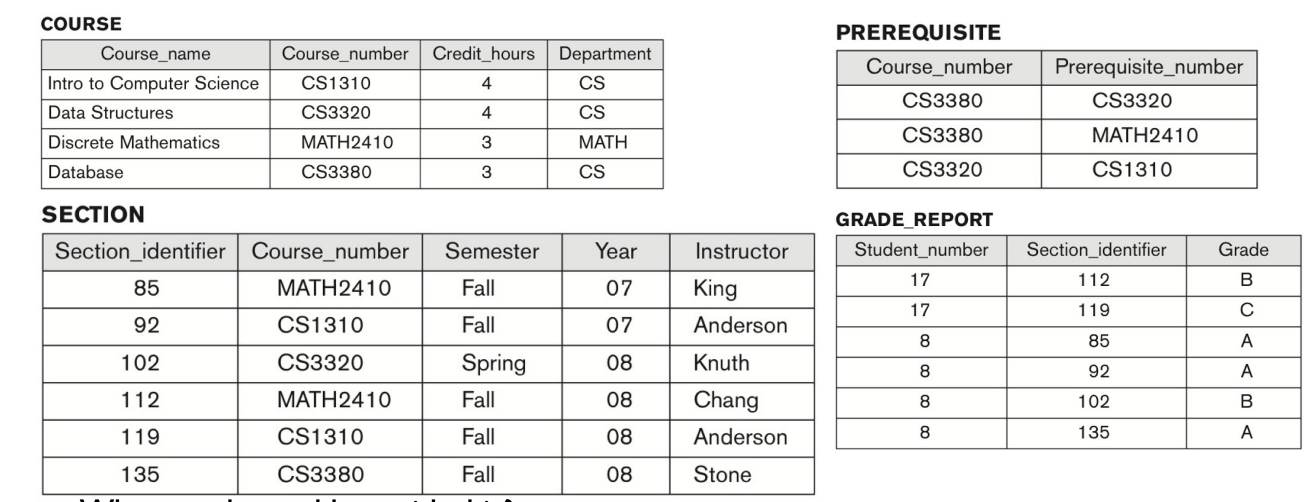 COURSE
Course_name Course_number Credit_hours Department
Intro to Computer Science CS1310 4 CS
Data Structures CS3320 4 CS
Discrete Mathematics MATH2410 3 MATH
Database CS3380 3 CS
SECTION
Section_identifier Course_number Semester Year Instructor
85 MATH2410 Fall 07 King
92 CS1310 Fall 07 Anderson
102 CS3320 Spring 08 Knuth
112 MATH2410 Fall 08 Chang
119 CS1310 Fall 08 Anderson
135 CS3380 Fall 08 Stone
PREREQUISITE
Course_number Prerequisite_number
CS3380 CS3320
CS3380 MATH2410
CS3320 CS1310
GRADE_REPORT
Student_number Section_identifier Grade
17 112 B
17 119 C
8 85 A
8 92 A
8 102 B
8 135 A